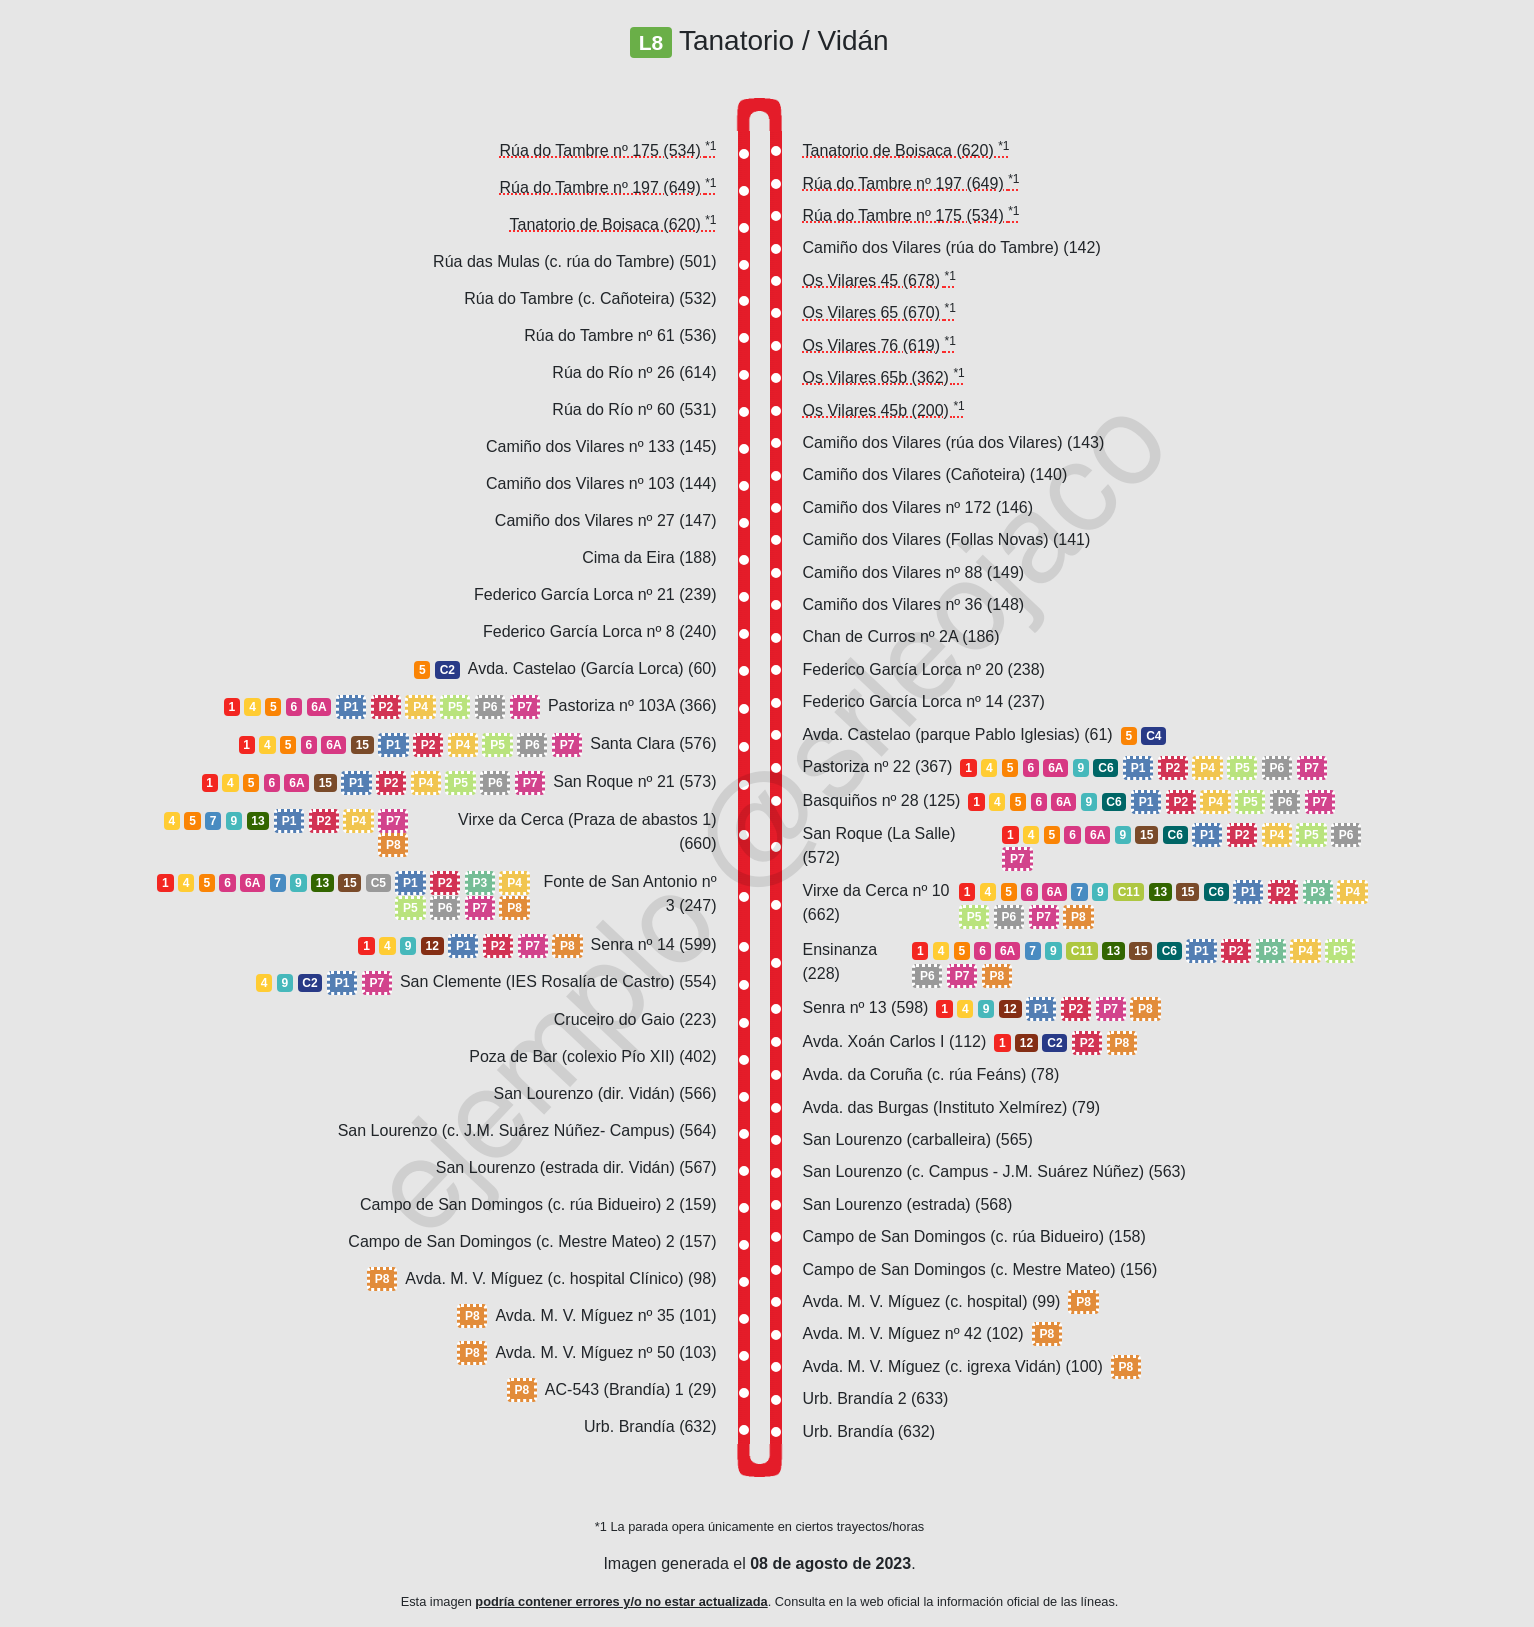 L8 Tanatorio / Vidán
Rúa do Tambre nº 175 (534) *1
Rúa do Tambre nº 197 (649) *1
Tanatorio de Boisaca (620) *1
Rúa das Mulas (c. rúa do Tambre) (501)
Rúa do Tambre (c. Cañoteira) (532)
Rúa do Tambre nº 61 (536)
Rúa do Río nº 26 (614)
Rúa do Río nº 60 (531)
Camiño dos Vilares nº 133 (145)
Camiño dos Vilares nº 103 (144)
Camiño dos Vilares nº 27 (147)
Cima da Eira (188)
Federico García Lorca nº 21 (239)
Federico García Lorca nº 8 (240)
5 C2 Avda. Castelao (García Lorca) (60)
1 4 5 6 6A P1 P2 P4 P5 P6 P7 Pastoriza nº 103A (366)
1 4 5 6 6A 15 P1 P2 P4 P5 P6 P7 Santa Clara (576)
1 4 5 6 6A 15 P1 P2 P4 P5 P6 P7 San Roque nº 21 (573)
4 5 7 9 13 P1 P2 P4 P7 Virxe da Cerca (Praza de abastos 1)
P8 (660)
1 4 5 6 6A 7 9 13 15 C5 P1 P2 P3 P4 Fonte de San Antonio nº
P5 P6 P7 P8 3 (247)
1 4 9 12 P1 P2 P7 P8 Senra nº 14 (599)
4 9 C2 P1 P7 San Clemente (IES Rosalía de Castro) (554)
Cruceiro do Gaio (223)
Poza de Bar (colexio Pío XII) (402)
San Lourenzo (dir. Vidán) (566)
San Lourenzo (c. J.M. Suárez Núñez- Campus) (564)
San Lourenzo (estrada dir. Vidán) (567)
Campo de San Domingos (c. rúa Bidueiro) 2 (159)
Campo de San Domingos (c. Mestre Mateo) 2 (157)
P8 Avda. M. V. Míguez (c. hospital Clínico) (98)
P8 Avda. M. V. Míguez nº 35 (101)
P8 Avda. M. V. Míguez nº 50 (103)
P8 AC-543 (Brandía) 1 (29)
Urb. Brandía (632)
Tanatorio de Boisaca (620) *1
Rúa do Tambre nº 197 (649) *1
Rúa do Tambre nº 175 (534) *1
Camiño dos Vilares (rúa do Tambre) (142)
Os Vilares 45 (678) *1
Os Vilares 65 (670) *1
Os Vilares 76 (619) *1
Os Vilares 65b (362) *1
Os Vilares 45b (200) *1
Camiño dos Vilares (rúa dos Vilares) (143)
Camiño dos Vilares (Cañoteira) (140)
Camiño dos Vilares nº 172 (146)
Camiño dos Vilares (Follas Novas) (141)
Camiño dos Vilares nº 88 (149)
Camiño dos Vilares nº 36 (148)
Chan de Curros nº 2A (186)
Federico García Lorca nº 20 (238)
Federico García Lorca nº 14 (237)
Avda. Castelao (parque Pablo Iglesias) (61) 5 C4
Pastoriza nº 22 (367) 1 4 5 6 6A 9 C6 P1 P2 P4 P5 P6 P7
Basquiños nº 28 (125) 1 4 5 6 6A 9 C6 P1 P2 P4 P5 P6 P7
San Roque (La Salle) 1 4 5 6 6A 9 15 C6 P1 P2 P4 P5 P6
(572) P7
Virxe da Cerca nº 10 1 4 5 6 6A 7 9 C11 13 15 C6 P1 P2 P3 P4
(662) P5 P6 P7 P8
Ensinanza 1 4 5 6 6A 7 9 C11 13 15 C6 P1 P2 P3 P4 P5
(228) P6 P7 P8
Senra nº 13 (598) 1 4 9 12 P1 P2 P7 P8
Avda. Xoán Carlos I (112) 1 12 C2 P2 P8
Avda. da Coruña (c. rúa Feáns) (78)
Avda. das Burgas (Instituto Xelmírez) (79)
San Lourenzo (carballeira) (565)
San Lourenzo (c. Campus - J.M. Suárez Núñez) (563)
San Lourenzo (estrada) (568)
Campo de San Domingos (c. rúa Bidueiro) (158)
Campo de San Domingos (c. Mestre Mateo) (156)
Avda. M. V. Míguez (c. hospital) (99) P8
Avda. M. V. Míguez nº 42 (102) P8
Avda. M. V. Míguez (c. igrexa Vidán) (100) P8
Urb. Brandía 2 (633)
Urb. Brandía (632)
ejemplo @srleojaco
*1 La parada opera únicamente en ciertos trayectos/horas
Imagen generada el 08 de agosto de 2023.
Esta imagen podría contener errores y/o no estar actualizada. Consulta en la web oficial la información oficial de las líneas.